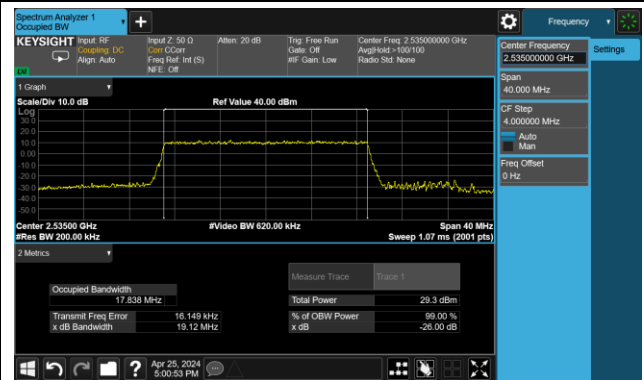 Spectrum Analyzer 1
Occupied BW
Frequency
KEYSIGHT
Input: RF
Coupling: DC
Align: Auto
Input Z: 50 Ω
Corr CCorr
Freq Ref: Int (S)
NFE: Off
Atten: 20 dB
Trig: Free Run
Gate: Off
#IF Gain: Low
Center Freq: 2.535000000 GHz
Avg|Hold:>100/100
Radio Std: None
Center Frequency
2.535000000 GHz
Settings
Span
40.000 MHz
CF Step
4.000000 MHz
Auto
Man
Freq Offset
0 Hz
1 Graph
Scale/Div 10.0 dB
Ref Value 40.00 dBm
Log
30.0
20.0
10.0
0.00
-10.0
-20.0
-30.0
-40.0
-50.0
Center 2.53500 GHz
#Video BW 620.00 kHz
Span 40 MHz
#Res BW 200.00 kHz
Sweep 1.07 ms (2001 pts)
2 Metrics
Measure Trace
Trace 1
Occupied Bandwidth
17.838 MHz
Total Power
29.3 dBm
Transmit Freq Error
16.149 kHz
% of OBW Power
99.00 %
x dB Bandwidth
19.12 MHz
x dB
-26.00 dB
Apr 25, 2024
5:00:53 PM